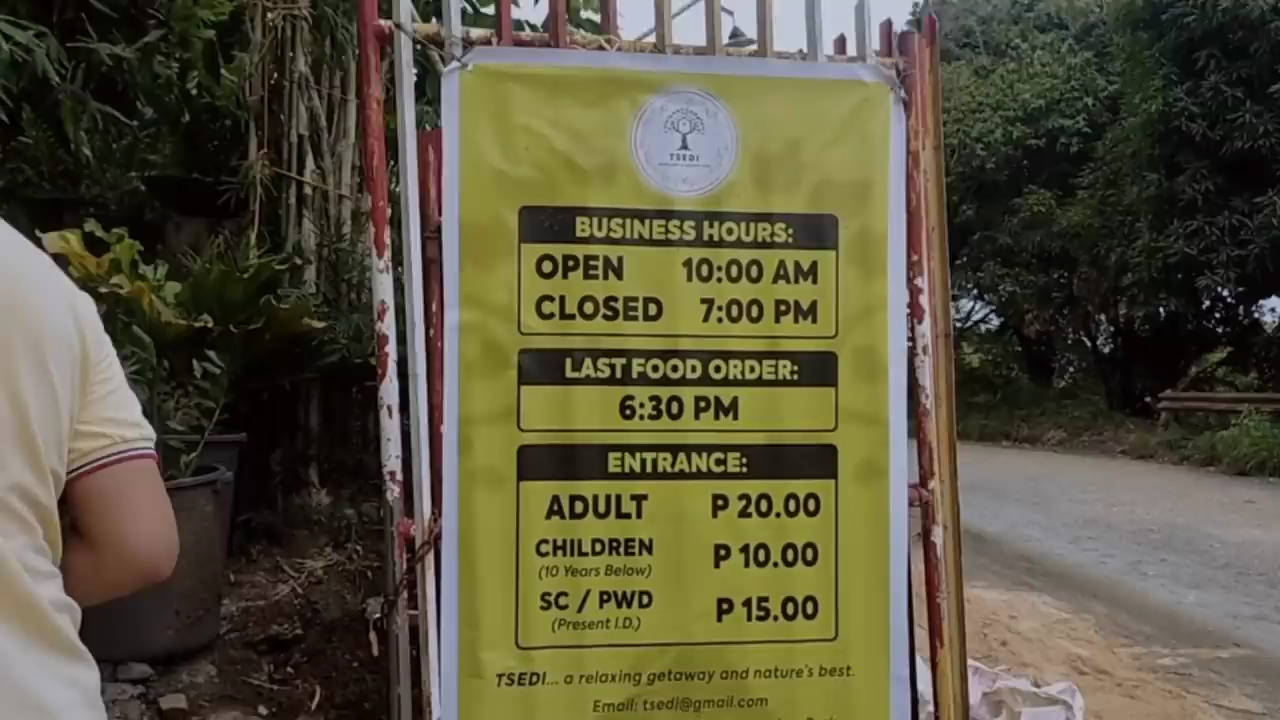 TSEDI
BUSINESS HOURS:
OPEN 10:00 AM
CLOSED 7:00 PM
LAST FOOD ORDER:
6:30 PM
ENTRANCE:
ADULT P 20.00
CHILDREN P 10.00
(10 Years Below)
SC / PWD P 15.00
(Present I.D.)
TSEDI... a relaxing getaway and nature's best.
Email: tsedi@gmail.com